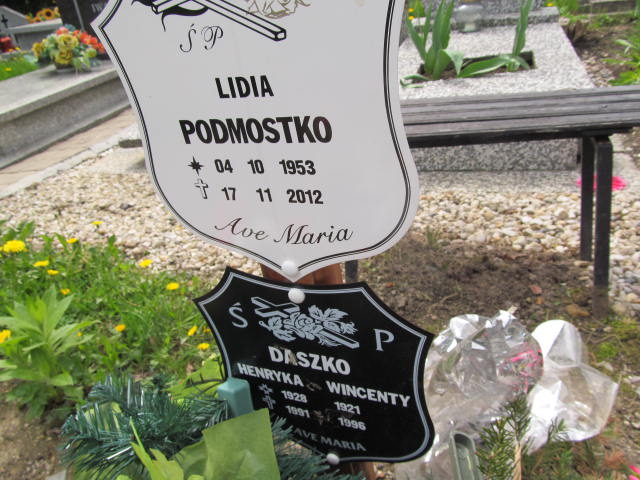 Ś P
LIDIA
PODMOSTKO
04 10 1953
17 11 2012
Ave Maria
Ś P
DASZKO
HENRYKA WINCENTY
1928 1921
1991 1996
AVE MARIA